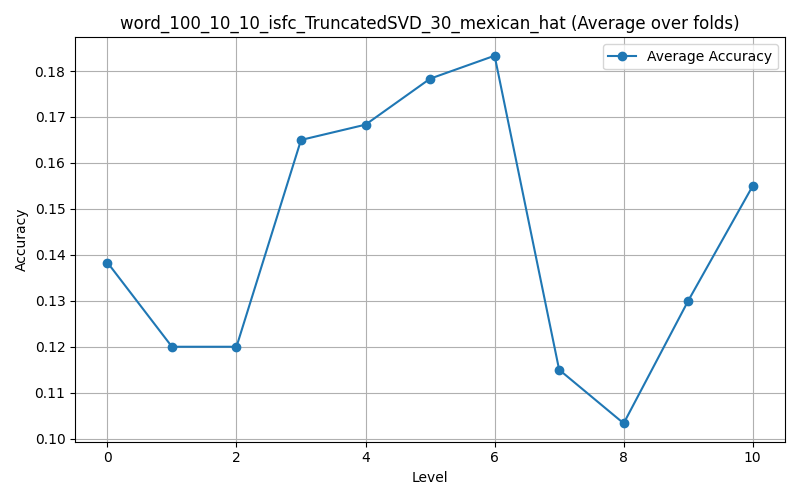 word_100_10_10_isfc_TruncatedSVD_30_mexican_hat (Average over folds)
Average Accuracy
Accuracy
0.18
0.17
0.16
0.15
0.14
0.13
0.12
0.11
0.10
0 2 4 6 8 10
Level